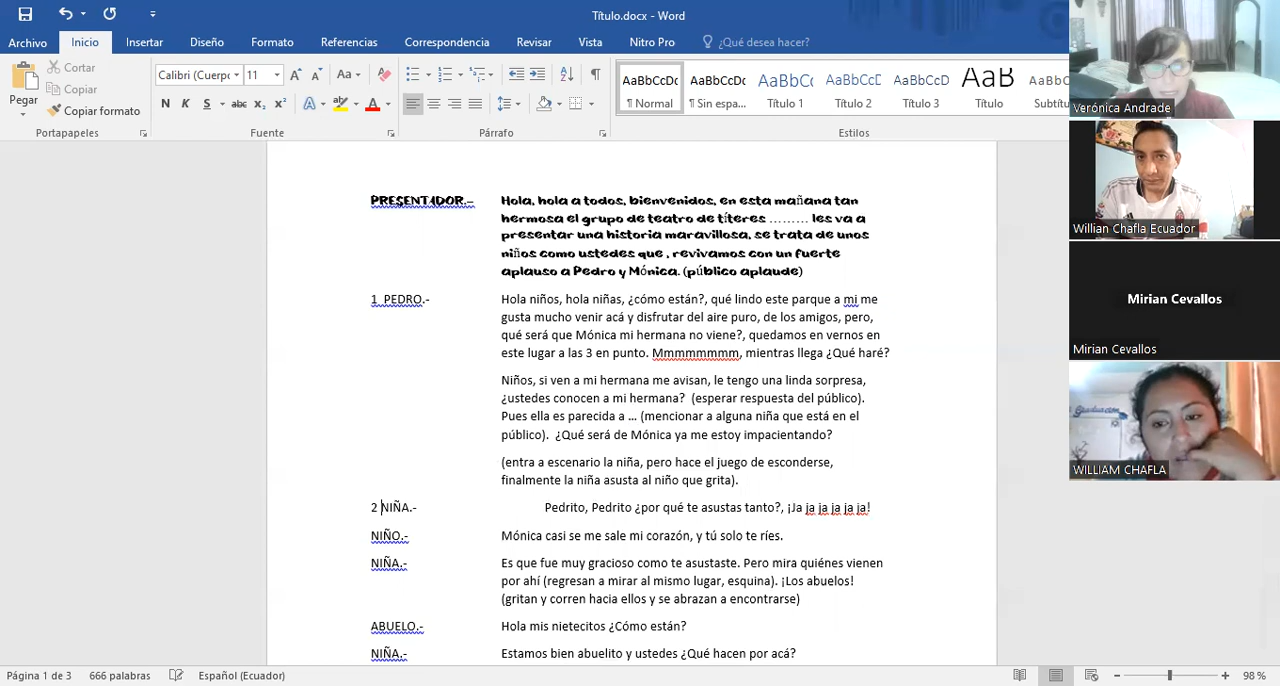 Título.docx - Word
Archivo Inicio Insertar Diseño Formato Referencias Correspondencia Revisar Vista Nitro Pro ¿Qué desea hacer?
Pegar
Cortar
Copiar
Copiar formato
Portapapeles
Calibri (Cuerpo 11
Aa
N K S abc x₂ x²
Fuente
Párrafo
AaBbCcDc AaBbCcDc AaBbCcC AaBbCcC AaBbCcD AaB AaBbCc
¶ Normal ¶ Sin espa... Título 1 Título 2 Título 3 Título Subtítu
Estilos
PRESENTADOR.- Hola, hola a todos, bienvenidos, en esta mañana tan
hermosa el grupo de teatro de títeres ......... les va a
presentar una historia maravillosa, se trata de unos
niños como ustedes que , revivamos con un fuerte
aplauso a Pedro y Mónica. (público aplaude)
1 PEDRO.- Hola niños, hola niñas, ¿cómo están?, qué lindo este parque a mi me
gusta mucho venir acá y disfrutar del aire puro, de los amigos, pero,
qué será que Mónica mi hermana no viene?, quedamos en vernos en
este lugar a las 3 en punto. Mmmmmmmm, mientras llega ¿Qué haré?
Niños, si ven a mi hermana me avisan, le tengo una linda sorpresa,
¿ustedes conocen a mi hermana? (esperar respuesta del público).
Pues ella es parecida a ... (mencionar a alguna niña que está en el
público). ¿Qué será de Mónica ya me estoy impacientando?
(entra a escenario la niña, pero hace el juego de esconderse,
finalmente la niña asusta al niño que grita).
2 NIÑA.- Pedrito, Pedrito ¿por qué te asustas tanto?, ¡Ja ja ja ja ja ja!
NIÑO.- Mónica casi se me sale mi corazón, y tú solo te ríes.
NIÑA.- Es que fue muy gracioso como te asustaste. Pero mira quiénes vienen
por ahí (regresan a mirar al mismo lugar, esquina). ¡Los abuelos!
(gritan y corren hacia ellos y se abrazan a encontrarse)
ABUELO.- Hola mis nietecitos ¿Cómo están?
NIÑA.- Estamos bien abuelito y ustedes ¿Qué hacen por acá?
Página 1 de 3 666 palabras Español (Ecuador) 98 %
Verónica Andrade
Willian Chafla Ecuador
Mirian Cevallos
Mirian Cevallos
WILLIAM CHAFLA